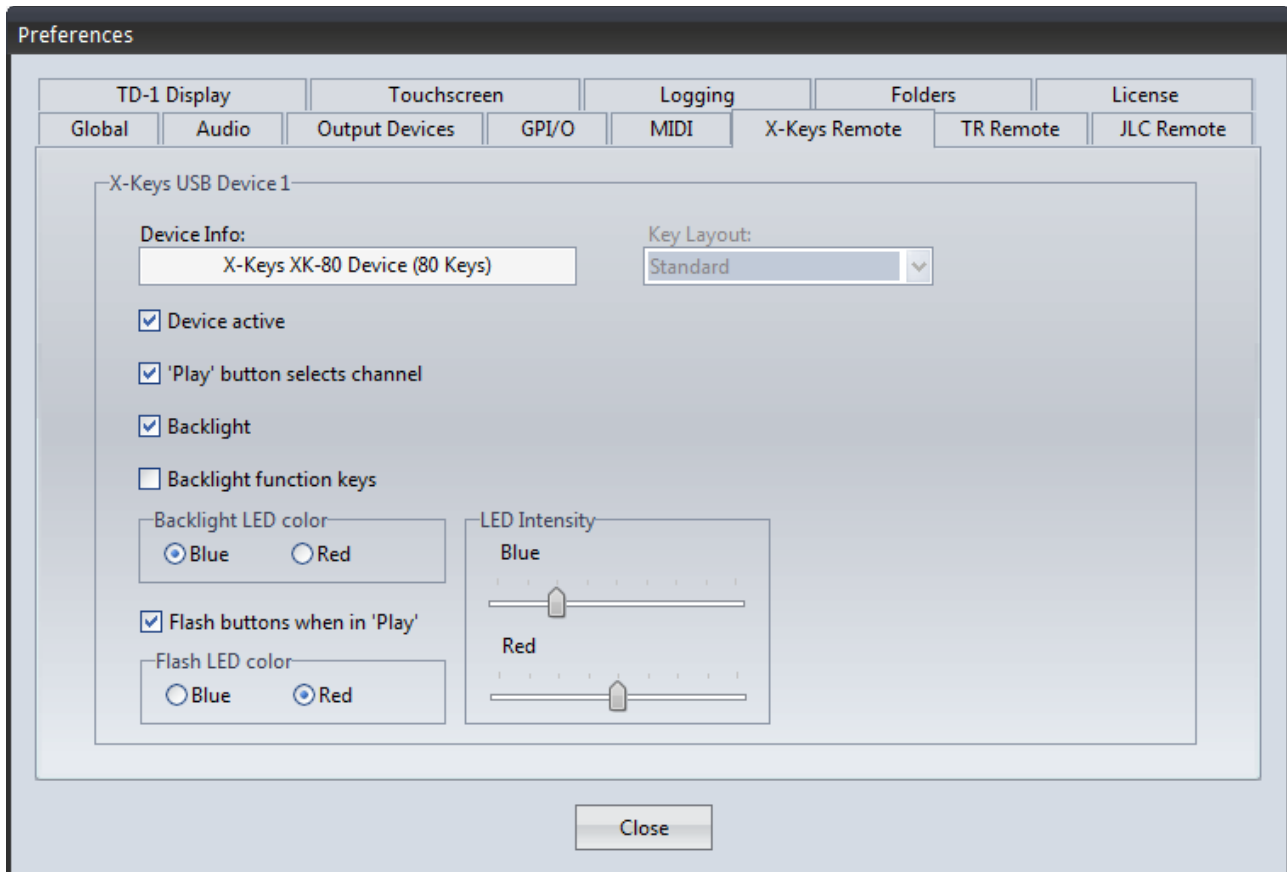 Preferences
TD-1 Display Touchscreen Logging Folders License
Global Audio Output Devices GPI/O MIDI X-Keys Remote TR Remote JLC Remote
X-Keys USB Device 1
Device Info: Key Layout:
X-Keys XK-80 Device (80 Keys) Standard
Device active
'Play' button selects channel
Backlight
Backlight function keys
Backlight LED color LED Intensity
Blue Red Blue
Flash buttons when in 'Play'
Red
Flash LED color
Blue Red
Close